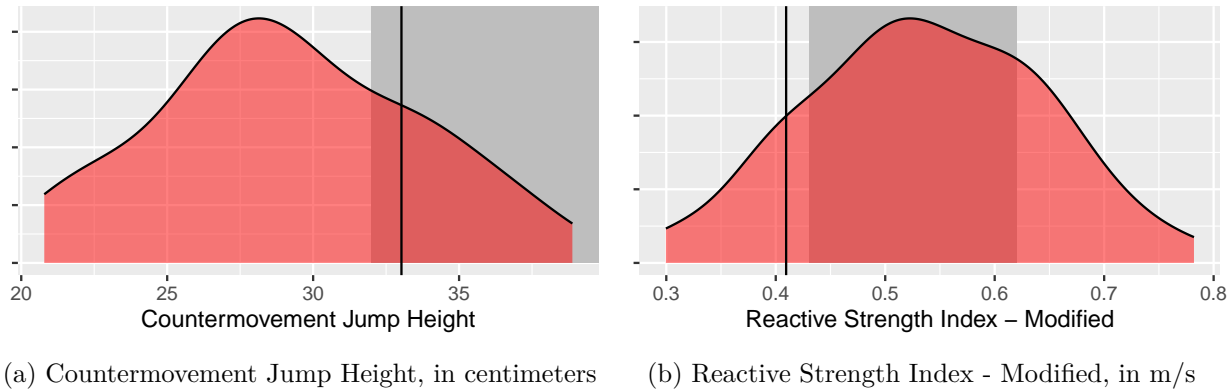 20 25 30 35
Countermovement Jump Height
(a) Countermovement Jump Height, in centimeters
0.3 0.4 0.5 0.6 0.7 0.8
Reactive Strength Index − Modified
(b) Reactive Strength Index - Modified, in m/s